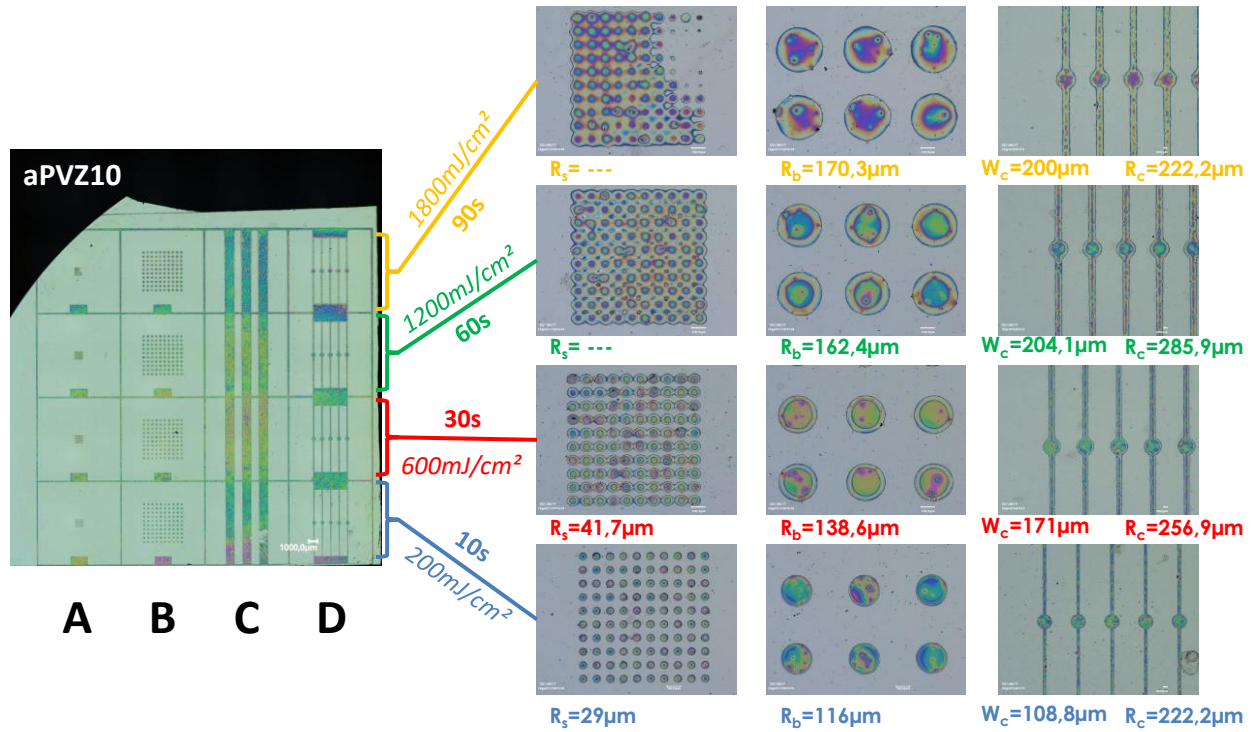 aPVZ10
1000,0µm
A B C D
1800mJ/cm²
90s
1200mJ/cm²
60s
30s
600mJ/cm²
10s
200mJ/cm²
Rs= --- Rb=170,3µm Wc=200µm Rc=222,2µm
Rs= --- Rb=162,4µm Wc=204,1µm Rc=285,9µm
Rs=41,7µm Rb=138,6µm Wc=171µm Rc=256,9µm
Rs=29µm Rb=116µm Wc=108,8µm Rc=222,2µm